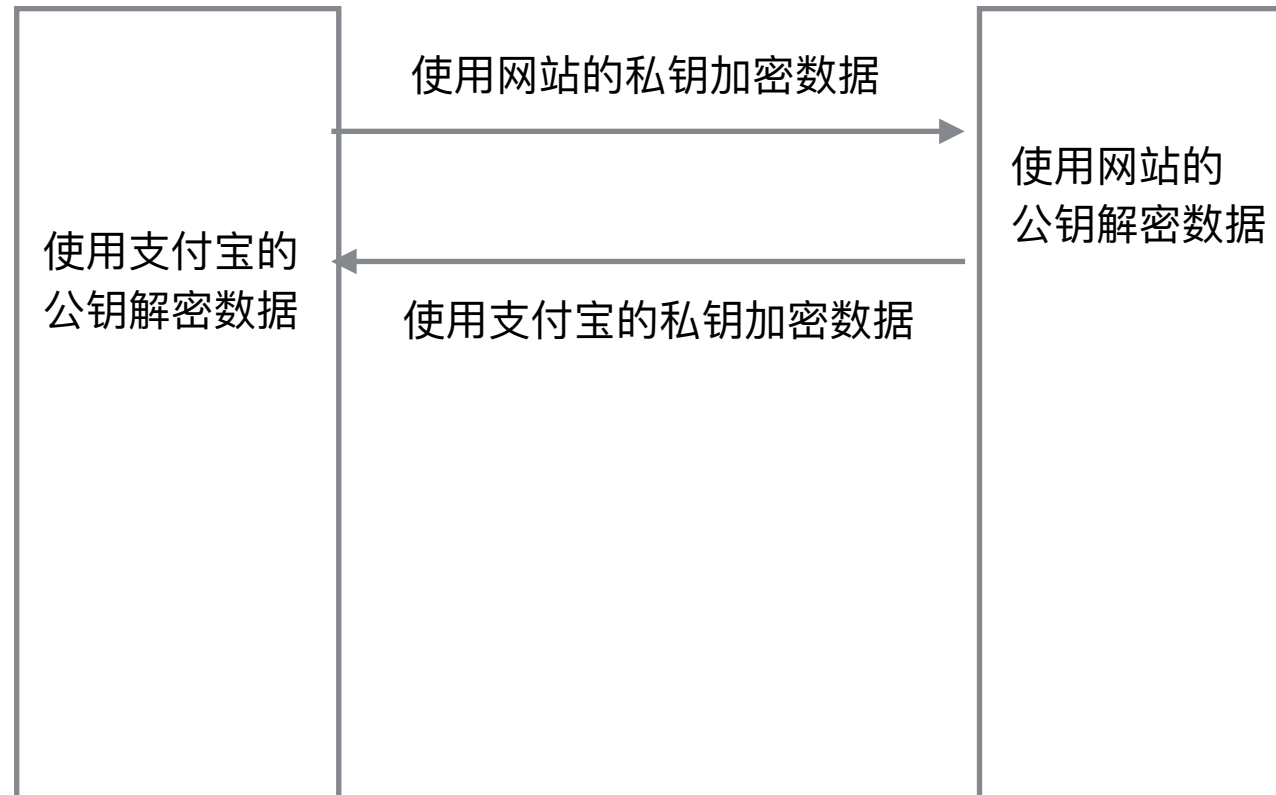 使用网站的私钥加密数据
使用网站的
公钥解密数据
使用支付宝的
公钥解密数据
使用支付宝的私钥加密数据